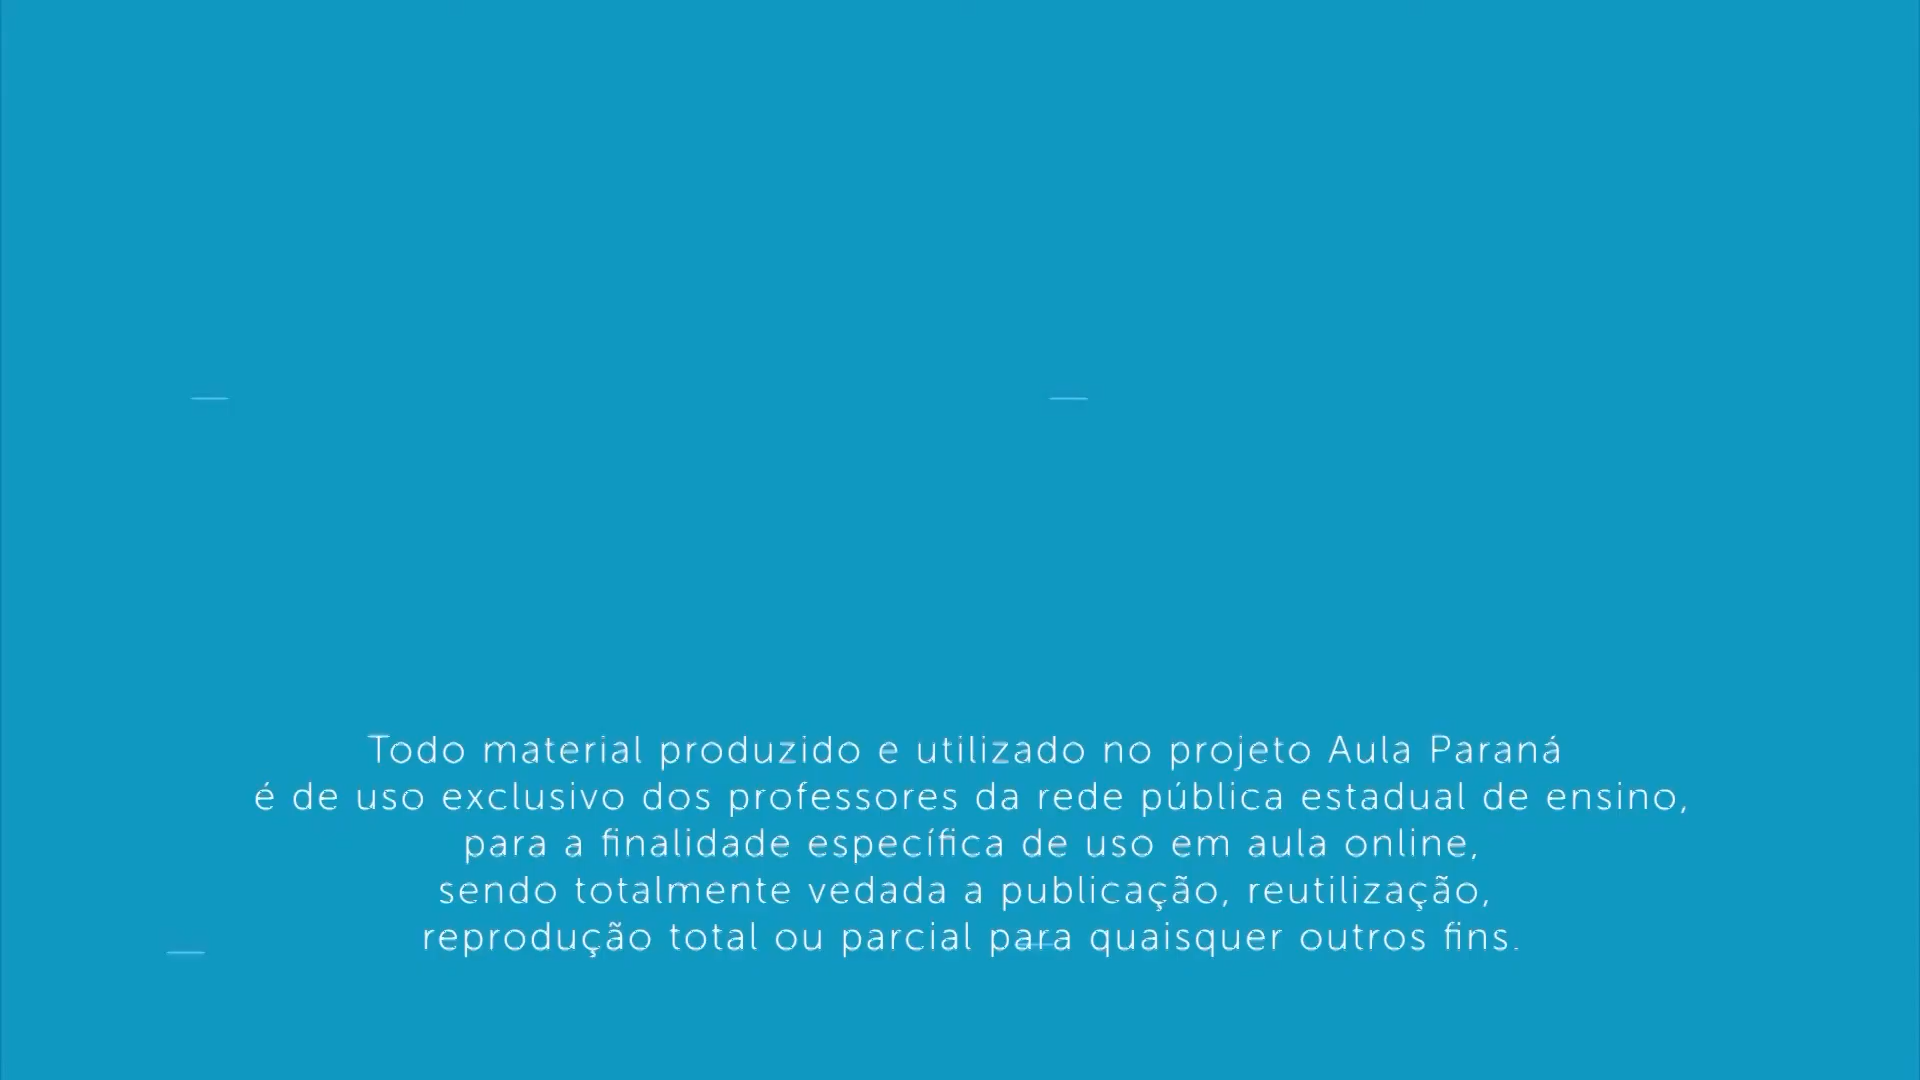 Todo material produzido e utilizado no projeto Aula Paraná
é de uso exclusivo dos professores da rede pública estadual de ensino,
para a finalidade específica de uso em aula online,
sendo totalmente vedada a publicação, reutilização,
reprodução total ou parcial para quaisquer outros fins.